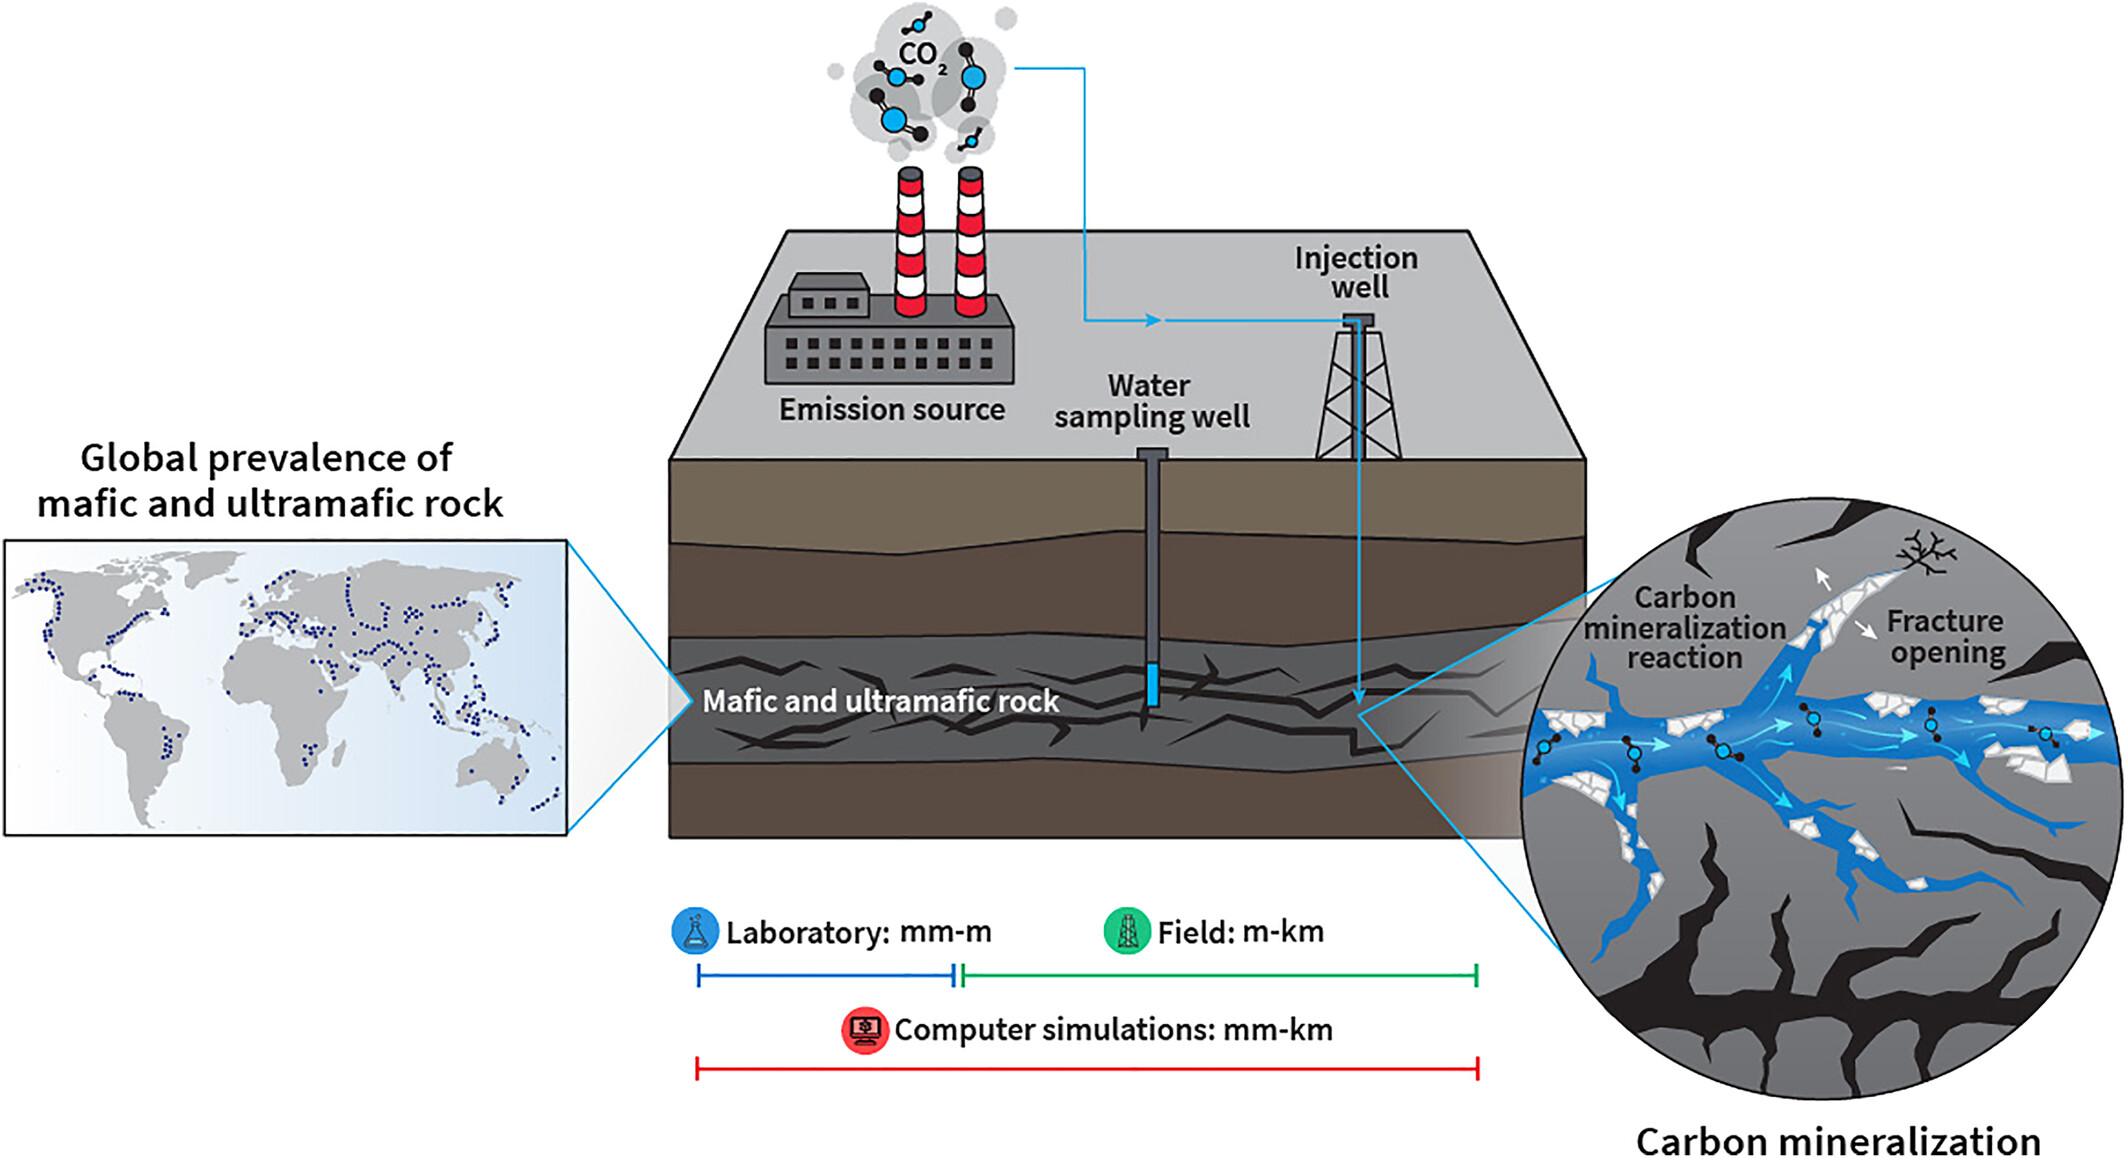 CO2
Injection
well
Water
sampling well
Emission source
Global prevalence of
mafic and ultramafic rock
Mafic and ultramafic rock
Carbon
mineralization
reaction
Fracture
opening
Laboratory: mm-m
Field: m-km
Computer simulations: mm-km
Carbon mineralization